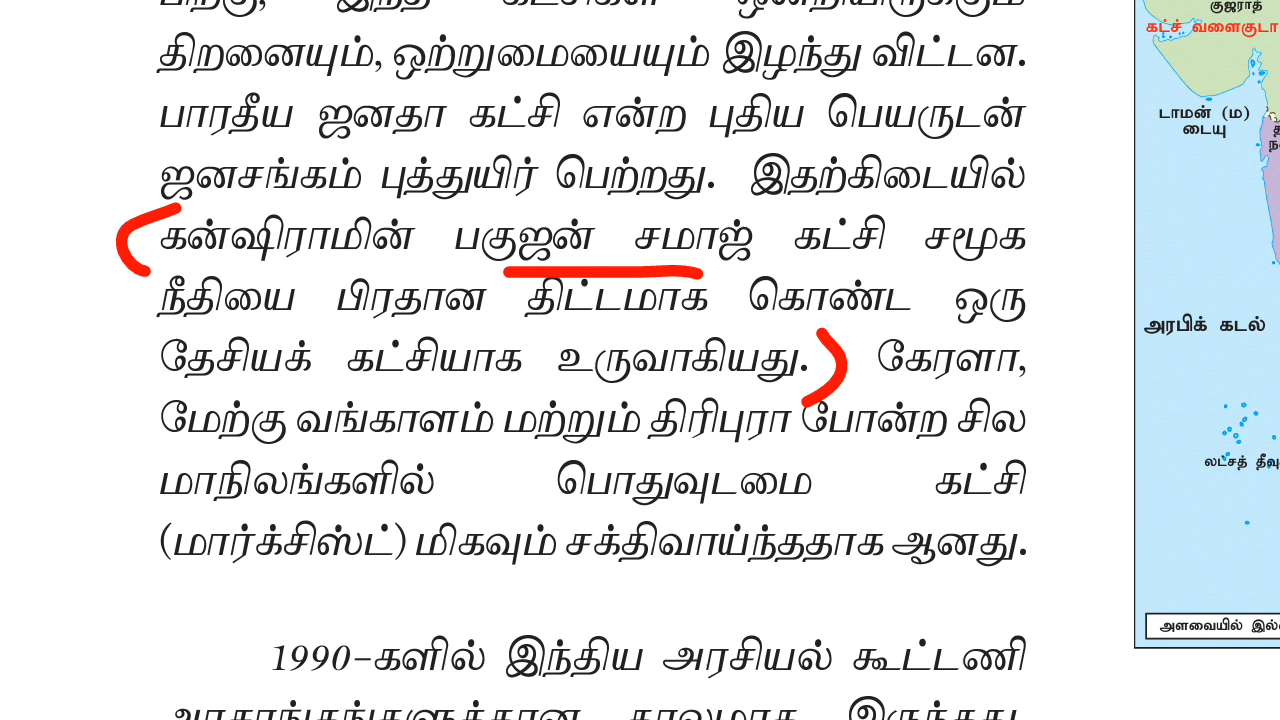 திறனையும், ஒற்றுமையையும் இழந்து விட்டன.
பாரதீய ஜனதா கட்சி என்ற புதிய பெயருடன்
ஜனசங்கம் புத்துயிர் பெற்றது. இதற்கிடையில்
கன்ஷிராமின் பகுஜன் சமாஜ் கட்சி சமூக
நீதியை பிரதான திட்டமாக கொண்ட ஒரு
தேசியக் கட்சியாக உருவாகியது. கேரளா,
மேற்கு வங்காளம் மற்றும் திரிபுரா போன்ற சில
மாநிலங்களில் பொதுவுடமை கட்சி
(மார்க்சிஸ்ட்) மிகவும் சக்திவாய்ந்ததாக ஆனது.
1990-களில் இந்திய அரசியல் கூட்டணி
குஜராத்
கட்ச் வளைகுடா
டாமன் (ம)
டையு
அரபிக் கடல்
லட்சத்
அளவையில்